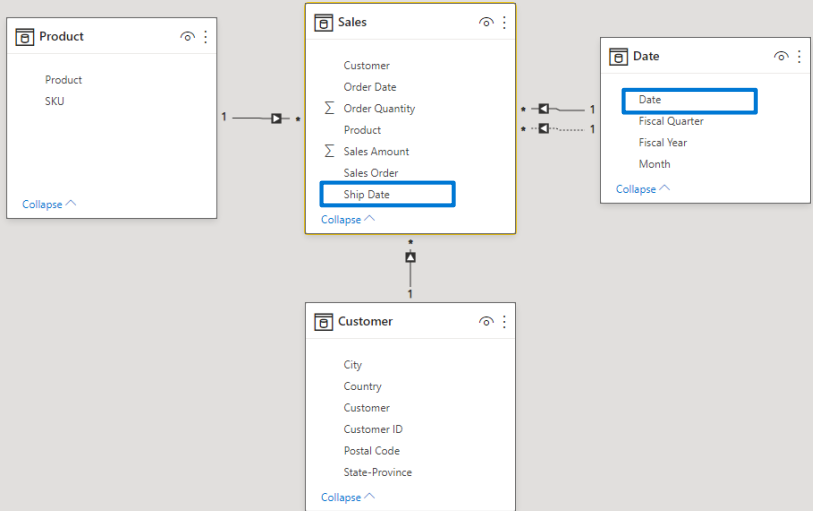 Product
Product
SKU
Collapse
Sales
Customer
Order Date
Σ Order Quantity
Product
Σ Sales Amount
Sales Order
Ship Date
Collapse
Date
Date
Fiscal Quarter
Fiscal Year
Month
Collapse
1 *
* 1
* 1
*
1
Customer
City
Country
Customer
Customer ID
Postal Code
State-Province
Collapse